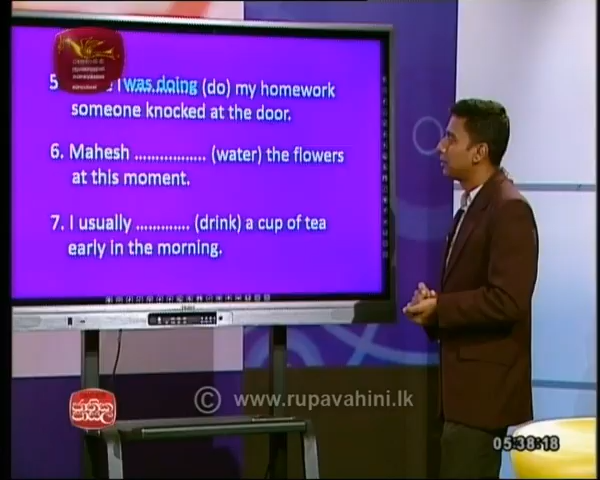 5. I was doing (do) my homework
someone knocked at the door.
6. Mahesh ................. (water) the flowers
at this moment.
7. I usually ............. (drink) a cup of tea
early in the morning.
© www.rupavahini.lk
05:38:18